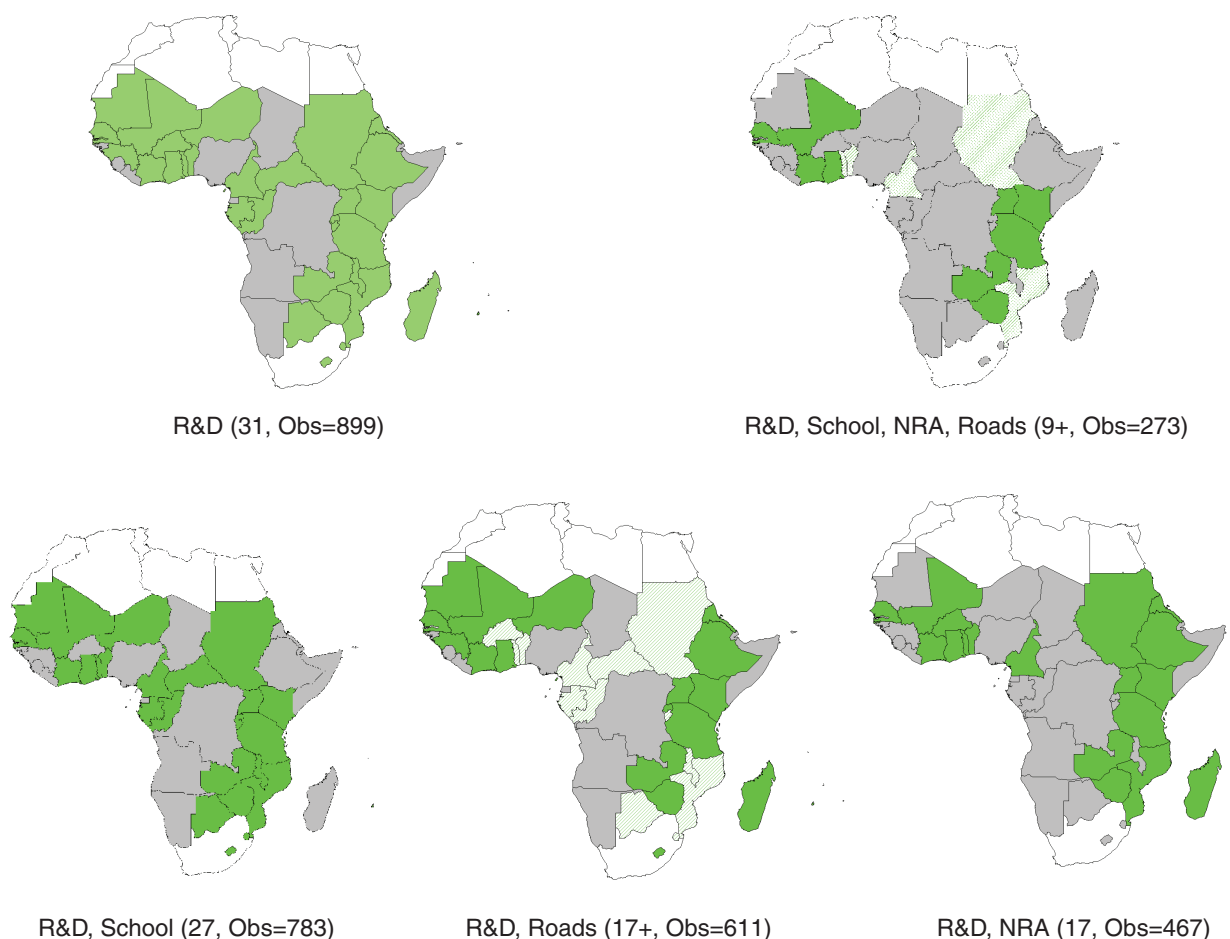 R&D (31, Obs=899)
R&D, School, NRA, Roads (9+, Obs=273)
R&D, School (27, Obs=783)
R&D, Roads (17+, Obs=611)
R&D, NRA (17, Obs=467)